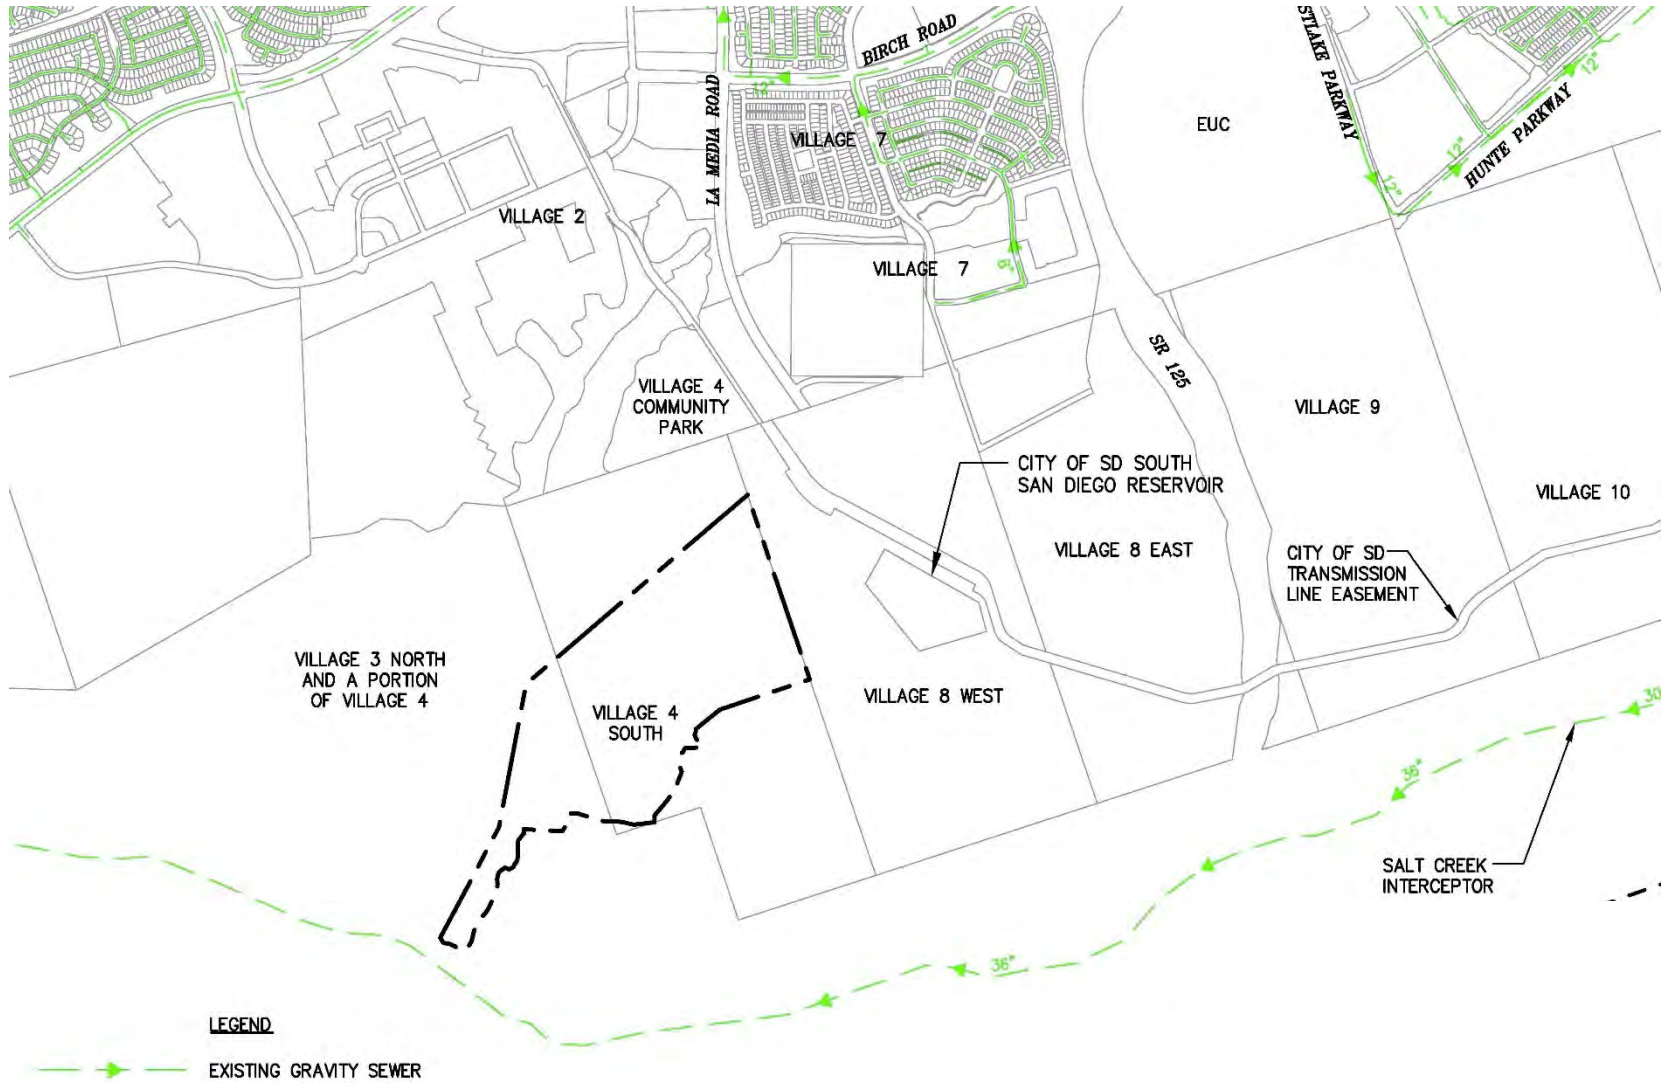 BIRCH ROAD
12"
LA MEDIA ROAD
VILLAGE 7
EUC
STLAKE PARKWAY
12"
12"
12"
HUNTE PARKWAY
VILLAGE 2
VILLAGE 7
8"
SR 125
VILLAGE 4
COMMUNITY
PARK
VILLAGE 9
CITY OF SD SOUTH
SAN DIEGO RESERVOIR
VILLAGE 10
VILLAGE 8 EAST
CITY OF SD
TRANSMISSION
LINE EASEMENT
VILLAGE 3 NORTH
AND A PORTION
OF VILLAGE 4
VILLAGE 4
SOUTH
VILLAGE 8 WEST
30
36"
SALT CREEK
INTERCEPTOR
36"
LEGEND
EXISTING GRAVITY SEWER